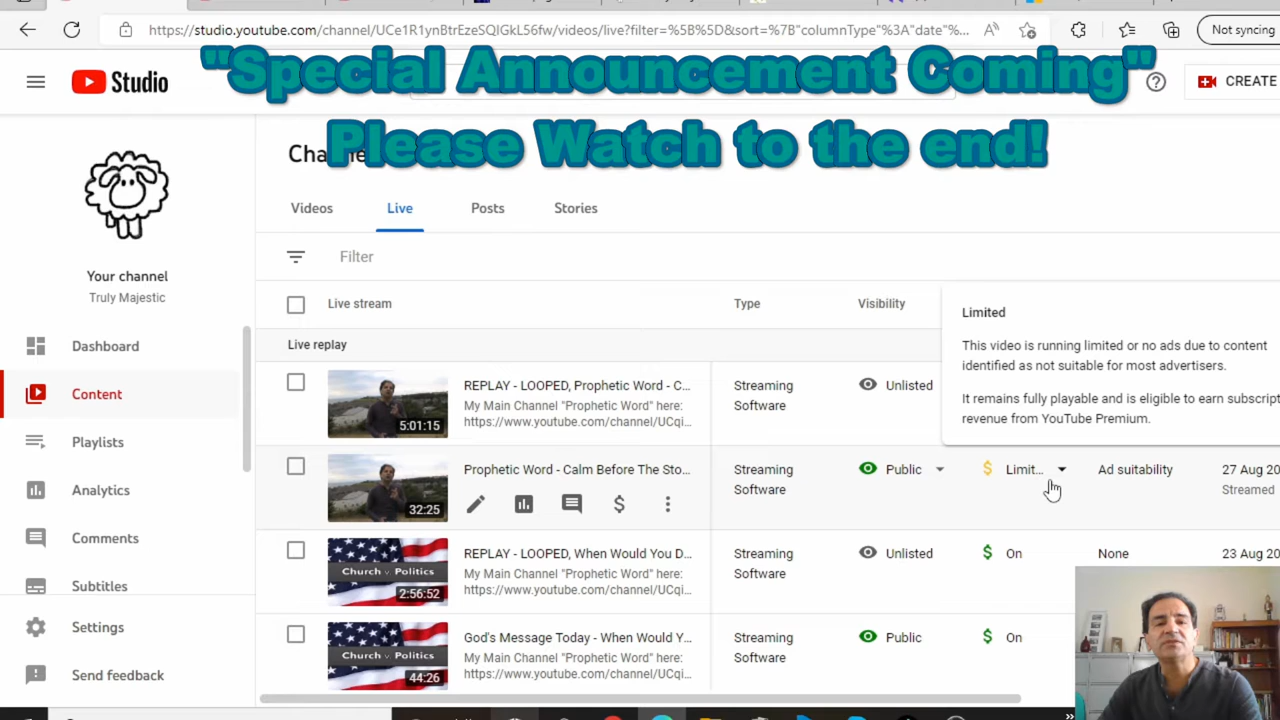 https://studio.youtube.com/channel/UCe1R1ynBtrEzeSQIGkL56fw/videos/live?filter=%5B%5D&sort=%7B"columnType"%3A"date"%...
Not syncing
"Special Announcement Coming"
Please Watch to the end!
Studio
CREATE
Your channel
Truly Majestic
Dashboard
Content
Playlists
Analytics
Comments
Subtitles
Settings
Send feedback
Videos
Live
Posts
Stories
Filter
Live stream
Type
Visibility
Live replay
Limited
This video is running limited or no ads due to content
identified as not suitable for most advertisers.
It remains fully playable and is eligible to earn
revenue from YouTube Premium.
5:01:15
REPLAY - LOOPED, Prophetic Word - C...
My Main Channel "Prophetic Word" here:
https://www.youtube.com/channel/UCqi...
Streaming
Software
Unlisted
32:25
Prophetic Word - Calm Before The Sto...
Streaming
Software
Public
$ Limit...
Ad suitability
27 Aug 20
Streamed
Church v. Politics
2:56:52
REPLAY - LOOPED, When Would You D...
My Main Channel "Prophetic Word" here:
https://www.youtube.com/channel/UCqi...
Streaming
Software
Unlisted
$ On
None
23 Aug 20
Church v. Politics
44:26
God's Message Today - When Would Y...
My Main Channel "Prophetic Word" here:
https://www.youtube.com/channel/UCqi...
Streaming
Software
Public
$ On